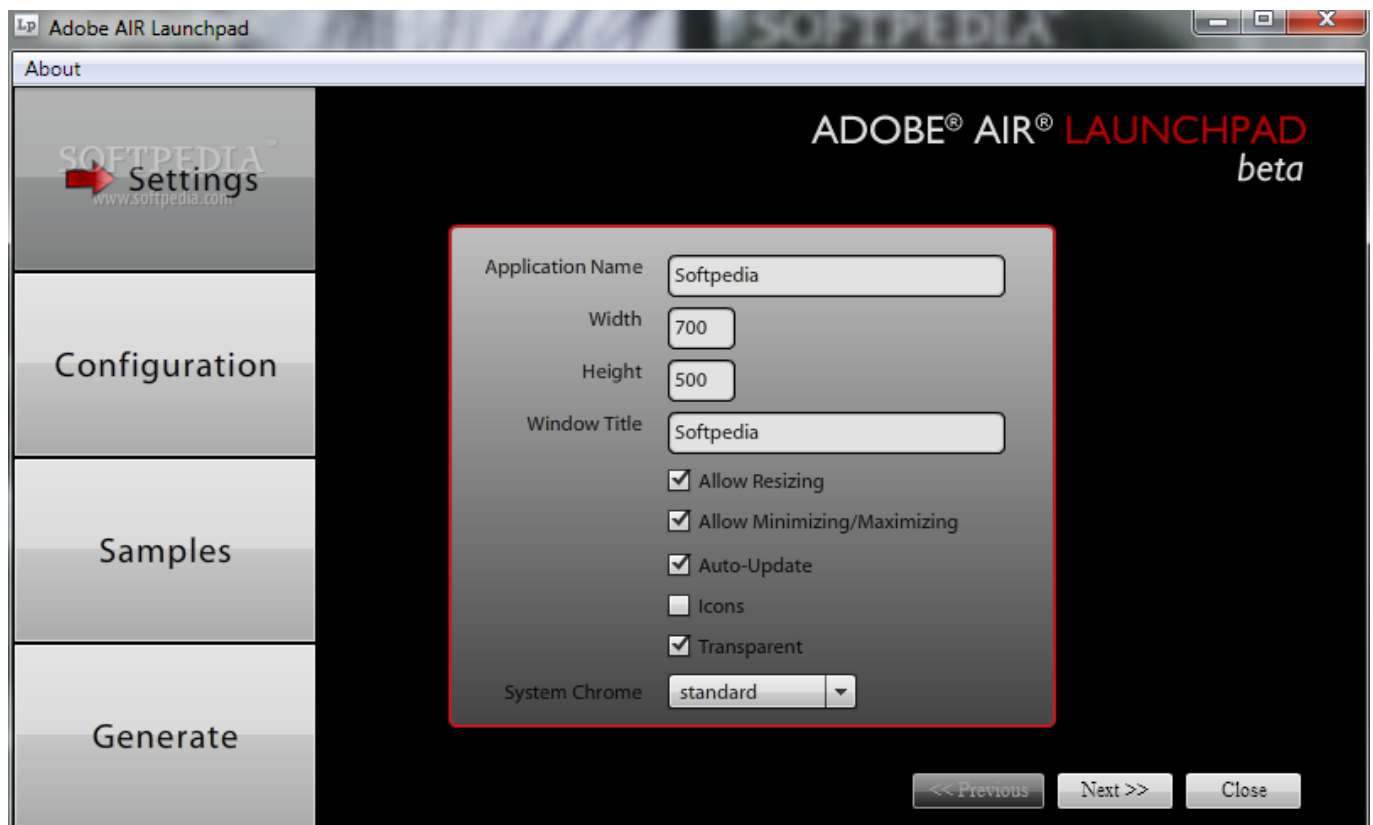 Lp Adobe AIR Launchpad
SOFTPEDIA
About
ADOBE® AIR® LAUNCHPAD
beta
SOFTPEDIA™
Settings
www.softpedia.com
Configuration
Samples
Generate
Application Name Softpedia
Width 700
Height 500
Window Title Softpedia
Allow Resizing
Allow Minimizing/Maximizing
Auto-Update
Icons
Transparent
System Chrome standard
<< Previous Next >> Close